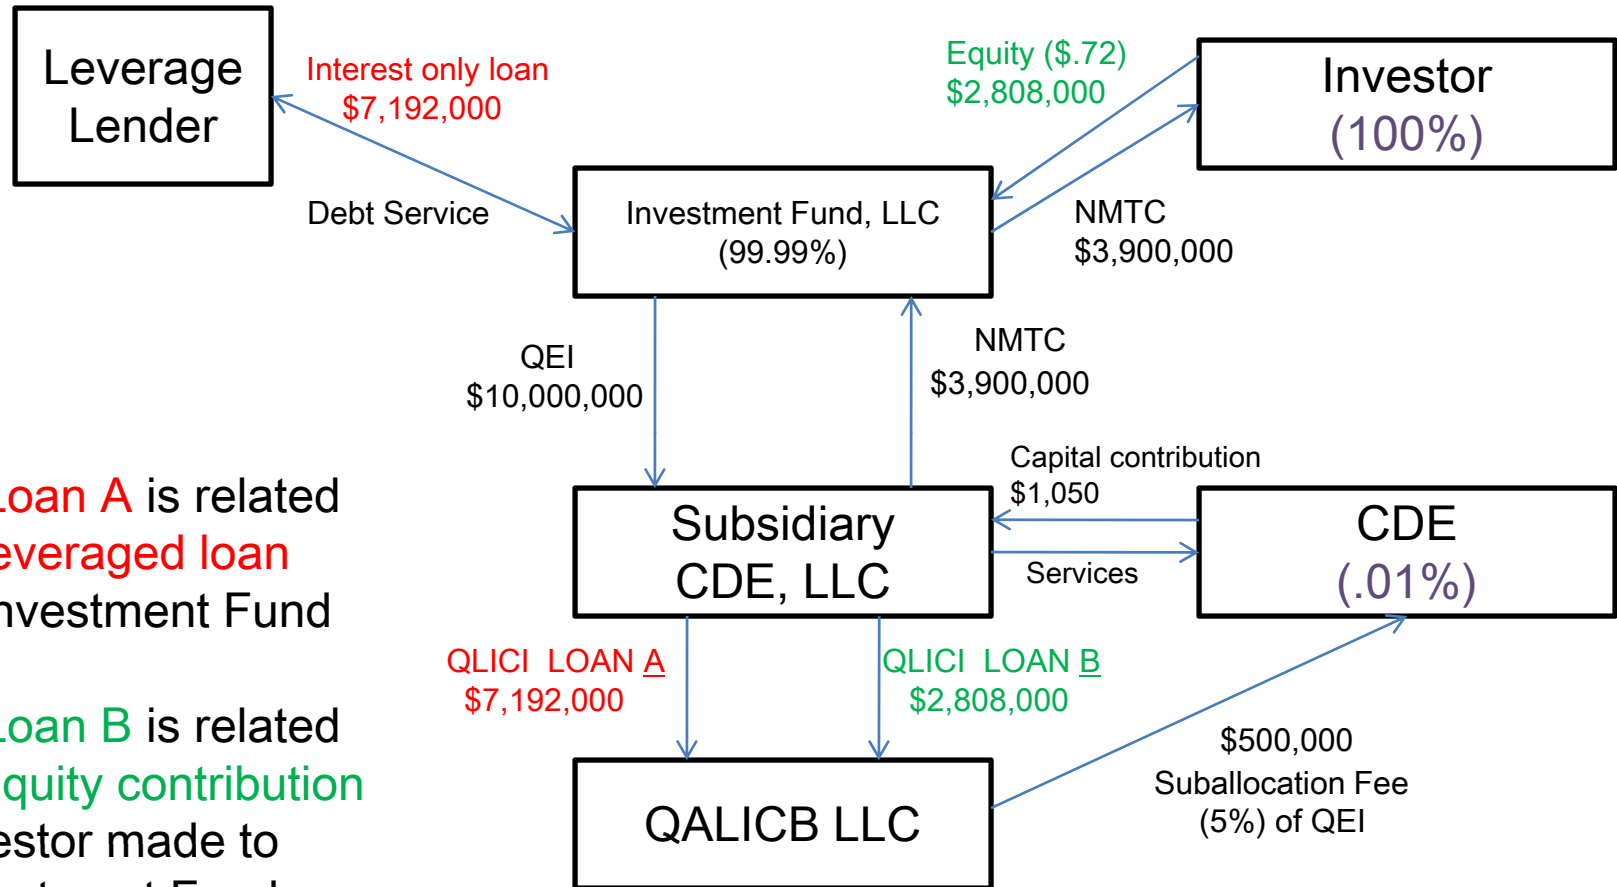 Leverage
Lender
Interest only loan
$7,192,000
Debt Service
Equity ($.72)
$2,808,000
Investor
(100%)
Investment Fund, LLC
(99.99%)
NMTC
$3,900,000
QEI
$10,000,000
NMTC
$3,900,000
Capital contribution
$1,050
Subsidiary
CDE, LLC
Services
CDE
(.01%)
Loan A is related
everaged loan
nvestment Fund
Loan B is related
quity contribution
estor made to
QLICI LOAN A
$7,192,000
QLICI LOAN B
$2,808,000
$500,000
Suballocation Fee
(5%) of QEI
QALICB LLC